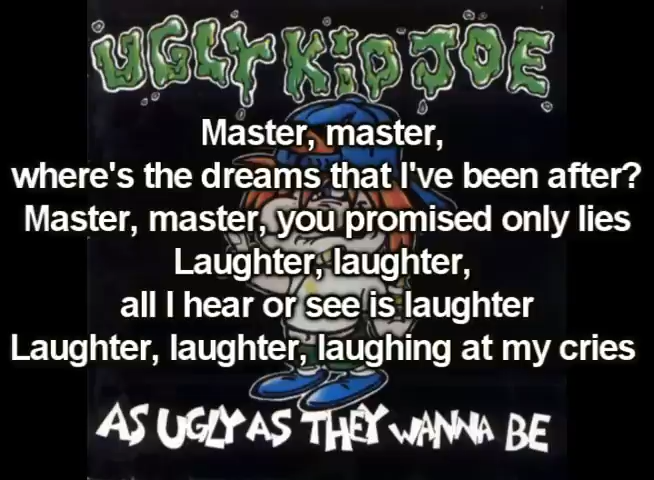 UGLY KID JOE
Master, master,
where's the dreams that I've been after?
Master, master, you promised only lies
Laughter, laughter,
all I hear or see is laughter
Laughter, laughter, laughing at my cries
AS UGLY AS THEY WANNA BE